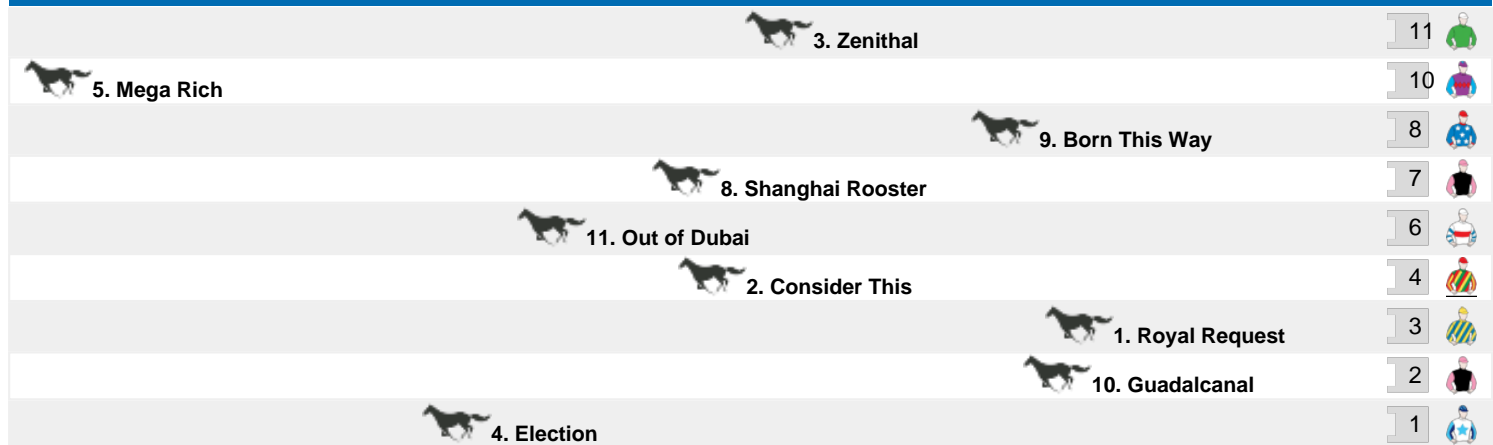 3. Zenithal 11
5. Mega Rich 10
9. Born This Way 8
8. Shanghai Rooster 7
11. Out of Dubai 6
2. Consider This 4
1. Royal Request 3
10. Guadalcanal 2
4. Election 1